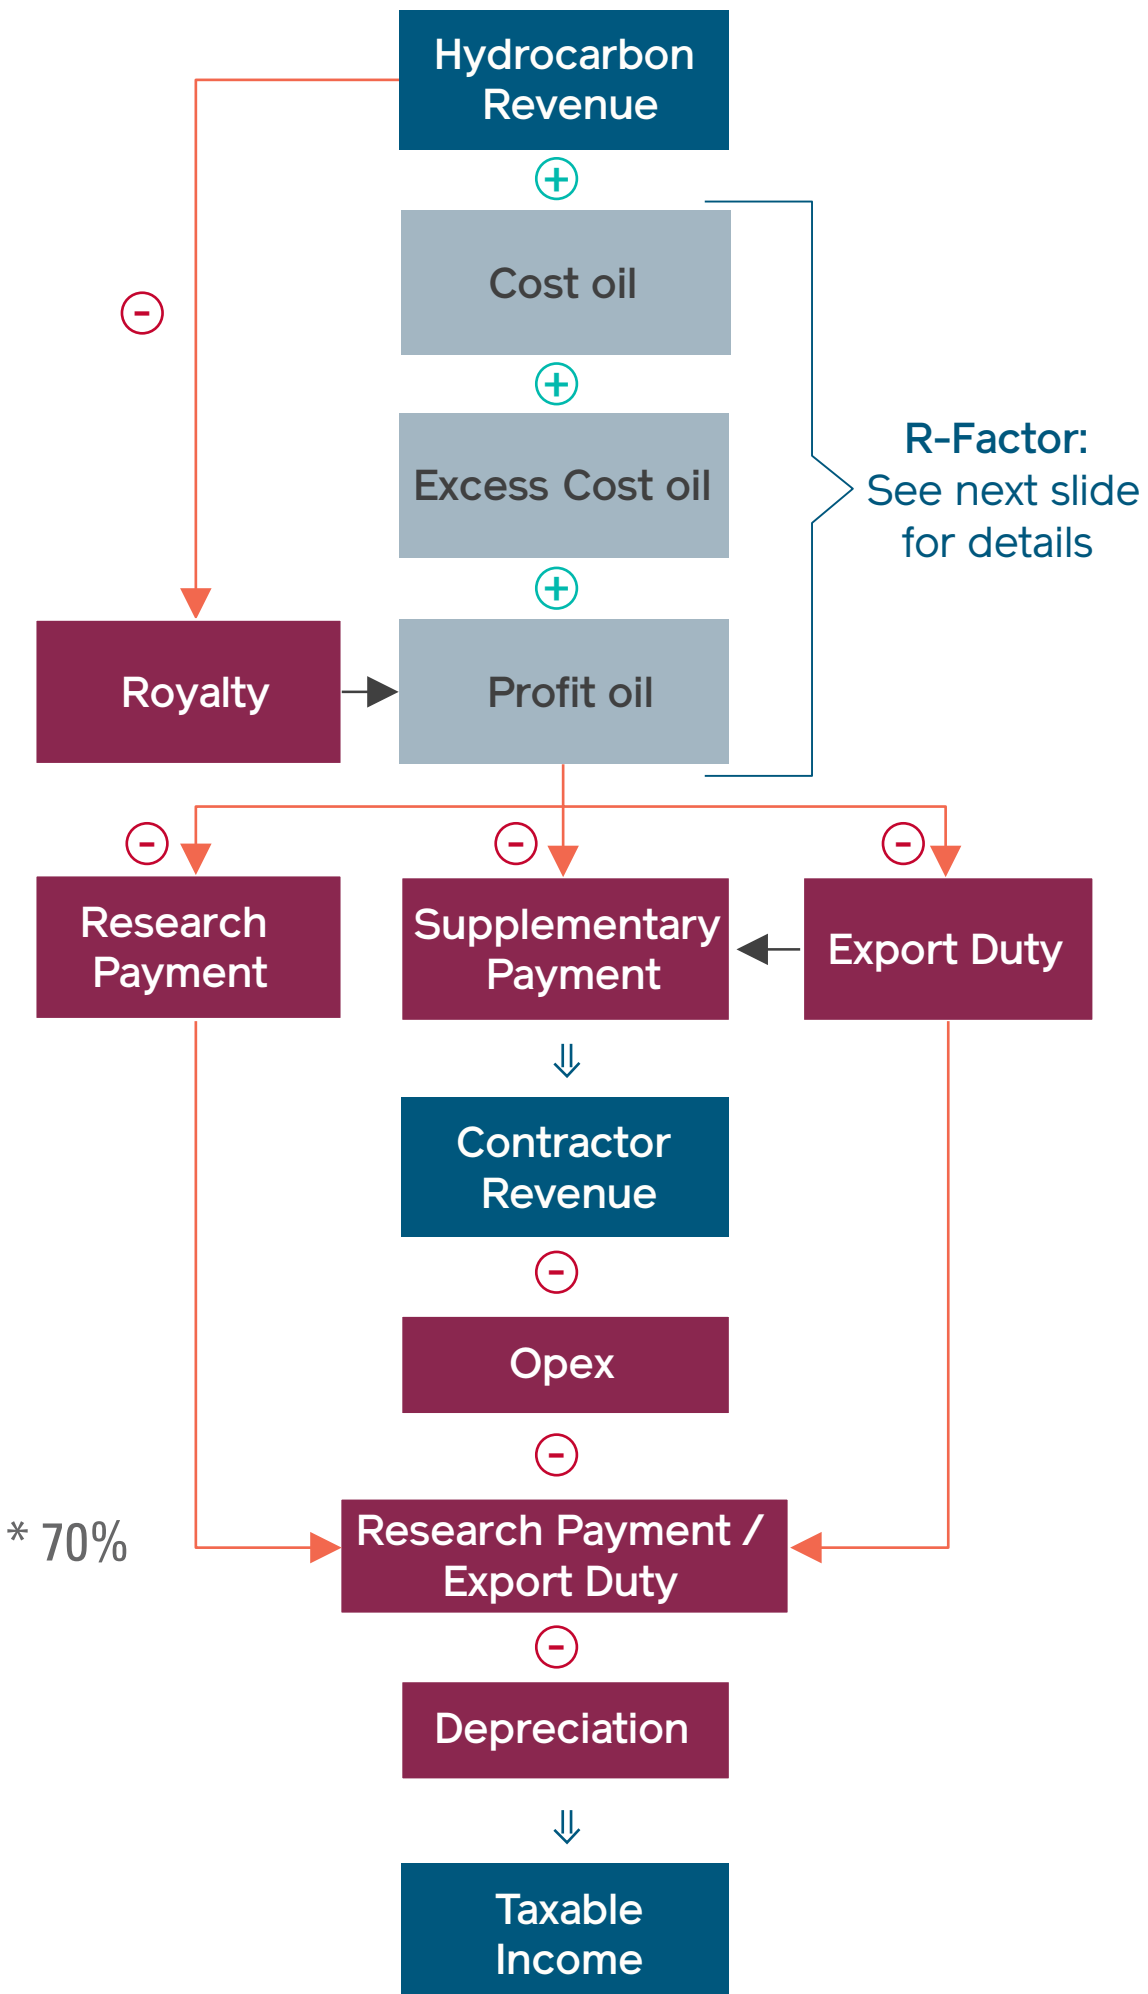 Hydrocarbon
Revenue
+
Cost oil
-
+
Excess Cost oil
R-Factor:
See next slide
for details
+
Royalty
Profit oil
-
-
-
Research
Payment
Supplementary
Payment
Export Duty
Contractor
Revenue
-
Opex
-
* 70%
Research Payment /
Export Duty
-
Depreciation
Taxable
Income